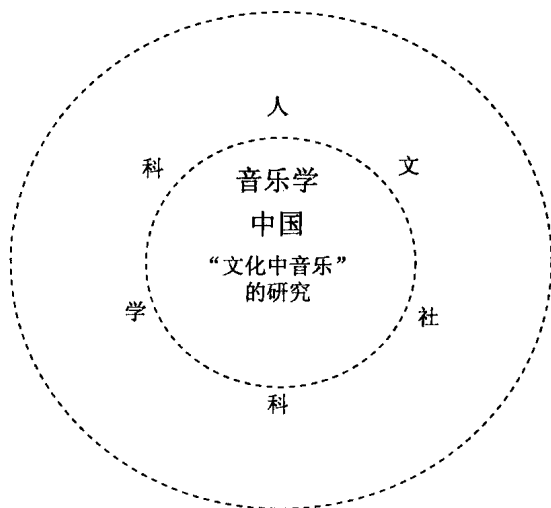 人文社科学科
音乐学
中国
“文化中音乐”
的研究